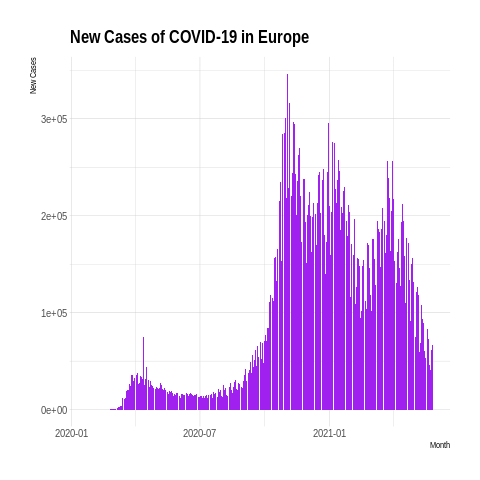 New Cases of COVID-19 in Europe
New Cases
3e+05
2e+05
1e+05
0e+00
2020-01
2020-07
2021-01
Month